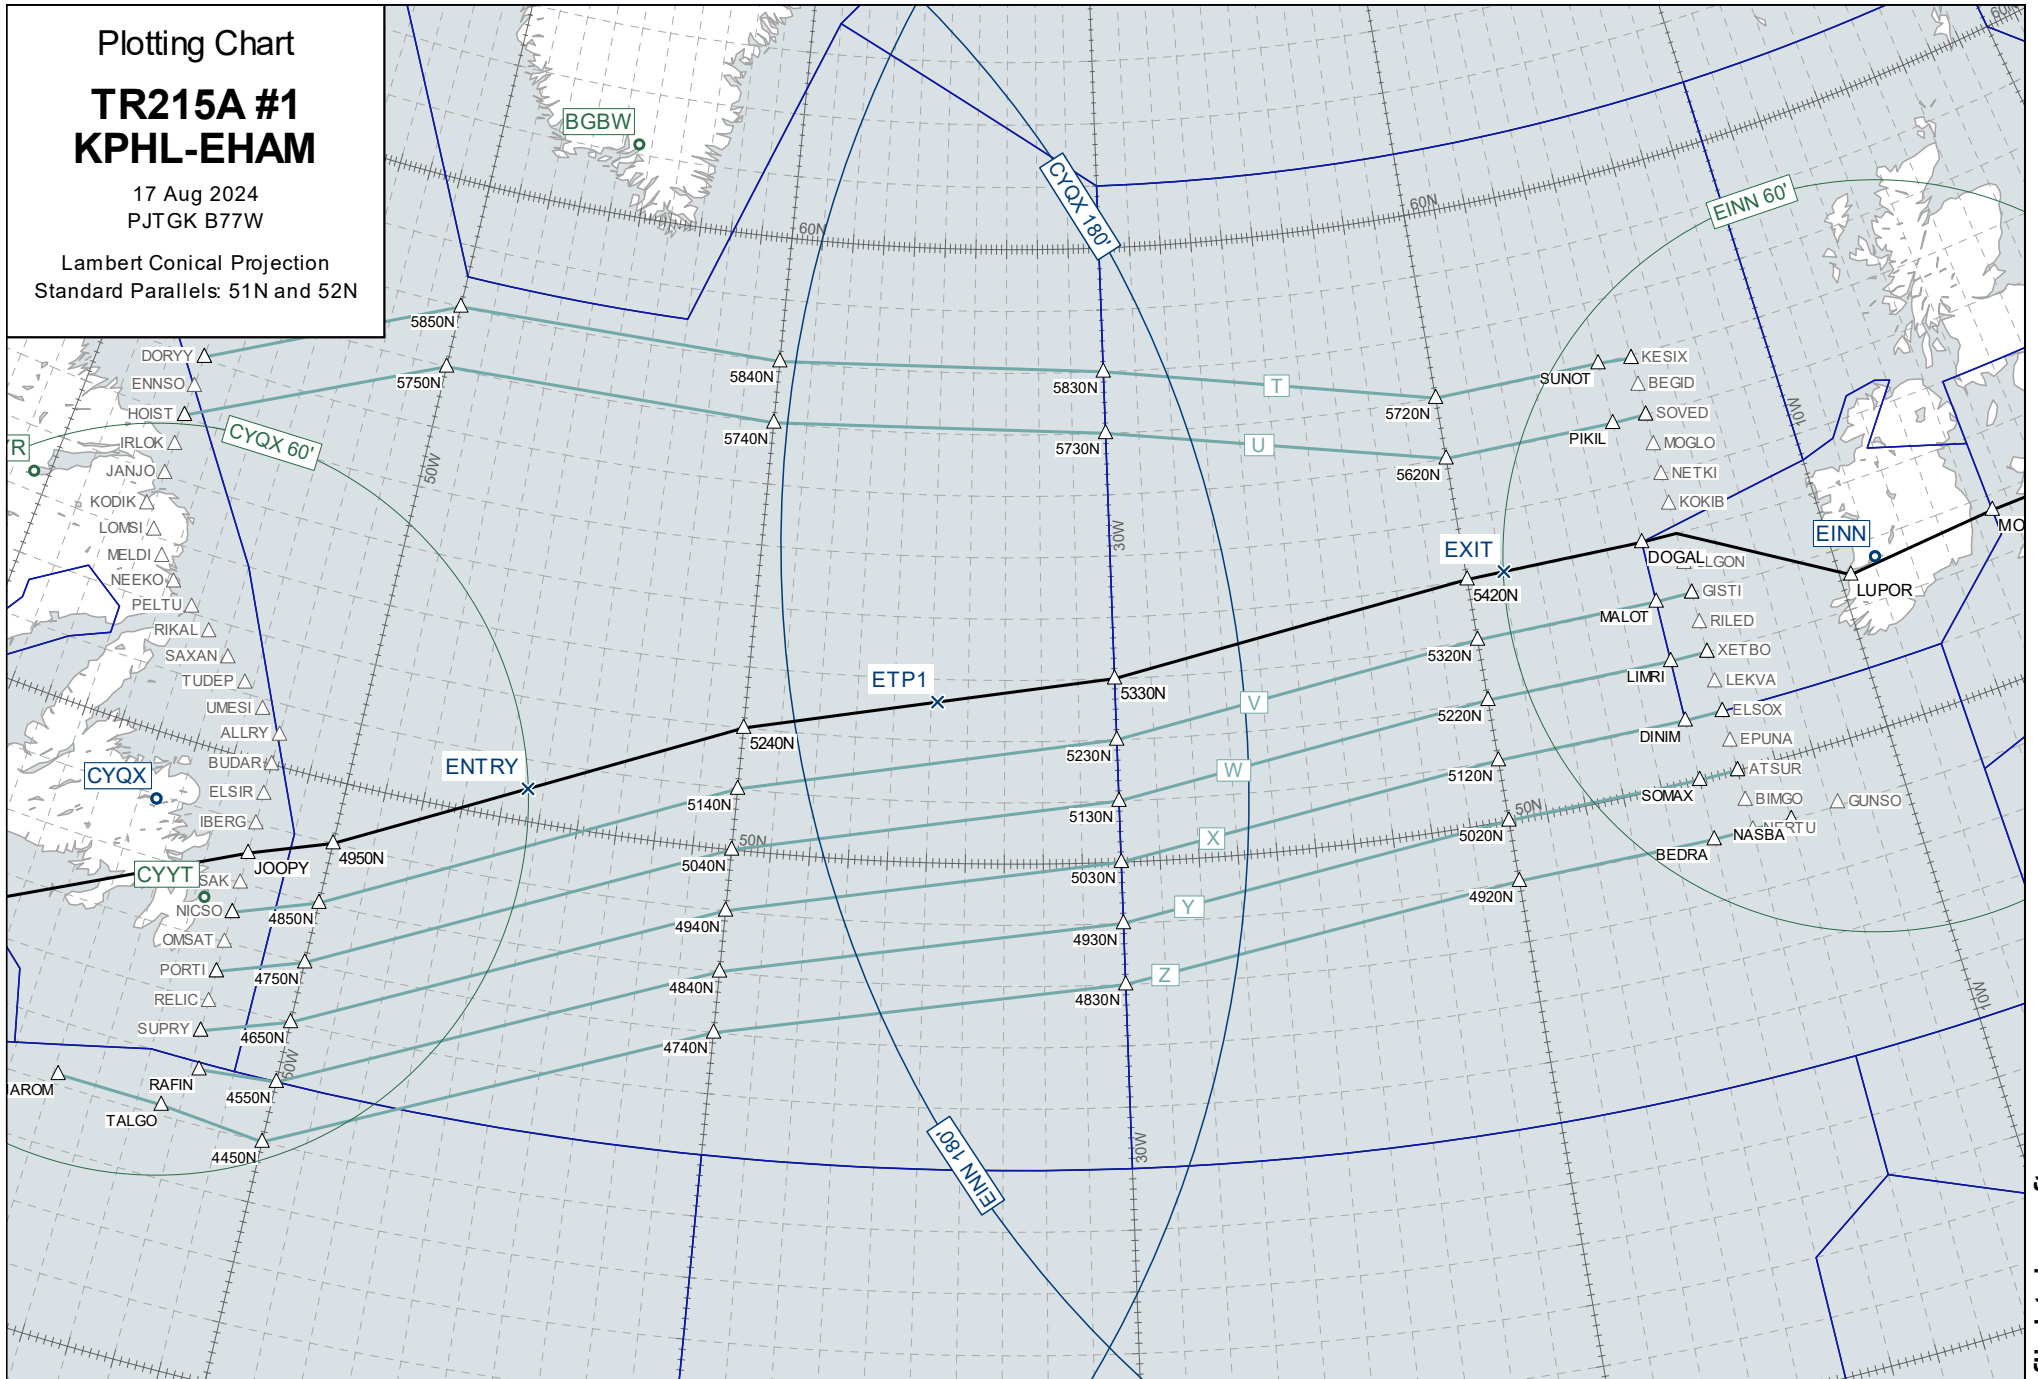 Plotting Chart
TR215A #1
KPHL-EHAM
17 Aug 2024
PJTGK B77W
Lambert Conical Projection
Standard Parallels: 51N and 52N
BGBW
CYQX 180'
EINN 60'
60N
60N
60N
5850N
DORYY
ENNSO
5750N
HOIST
IRLOK
CYQX 60'
YR
JANJO
50W
KODIK
LOMSI
MELDI
NEEKO
PELTU
RIKAL
SAXAN
TUDEP
UMESI
ALLRY
BUDAR
CYQX
ELSIR
IBERG
CYYT
SAK
JOOPY
4950N
NICSO
4850N
OMSAT
PORTI
4750N
RELIC
SUPRY
4650N
50W
RAFIN
4550N
AROM
TALGO
4450N
ENTRY
5840N
5740N
5240N
5140N
50N
5040N
4940N
4840N
4740N
ETP1
5830N
5730N
30W
5330N
5230N
5130N
5030N
4930N
4830N
30W
EINN 180'
T
U
V
W
X
Y
Z
5720N
5620N
EXIT
5420N
5320N
5220N
5120N
50N
5020N
4920N
SUNOT
KESIX
BEGID
PIKIL
SOVED
MOGLO
NETKI
KOKIB
10W
DOGAL
LGON
GISTI
MALOT
RILED
XETBO
LIMRI
LEKVA
ELSOX
DINIM
EPUNA
ATSUR
SOMAX
BIMGO
GUNSO
NASBA
NERTU
BEDRA
EINN
LUPOR
MO
10W